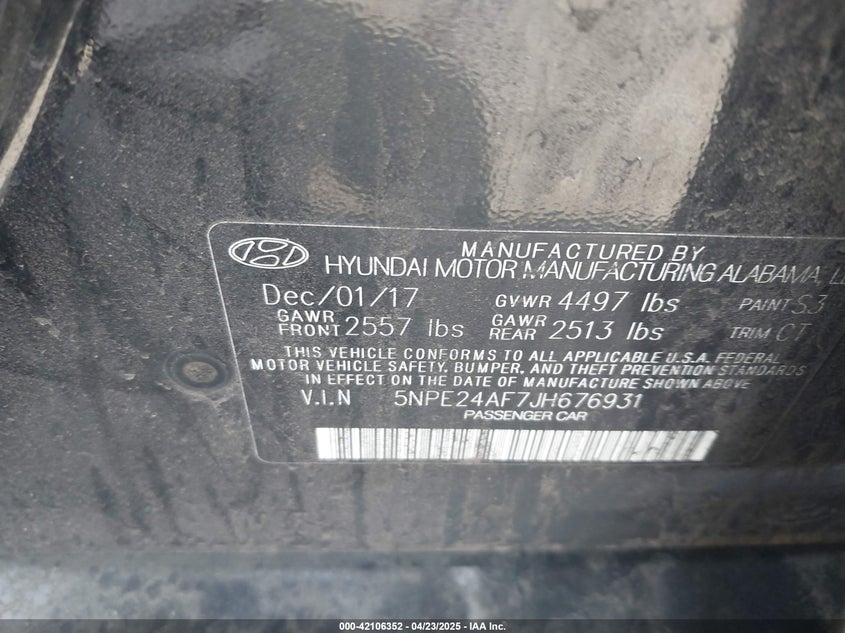 MANUFACTURED BY
HYUNDAI MOTOR MANUFACTURING ALABAMA,
Dec/01/17 GVWR 4497 lbs PAINT S3
GAWR FRONT 2557 lbs GAWR REAR 2513 lbs TRIM CT
THIS VEHICLE CONFORMS TO ALL APPLICABLE U.S.A. FEDERAL
MOTOR VEHICLE SAFETY, BUMPER, AND THEFT PREVENTION STANDARDS
IN EFFECT ON THE DATE OF MANUFACTURE SHOWN ABOVE
V.I.N 5NPE24AF7JH676931
PASSENGER CAR
000-42106352 - 04/23/2025 - IAA Inc.